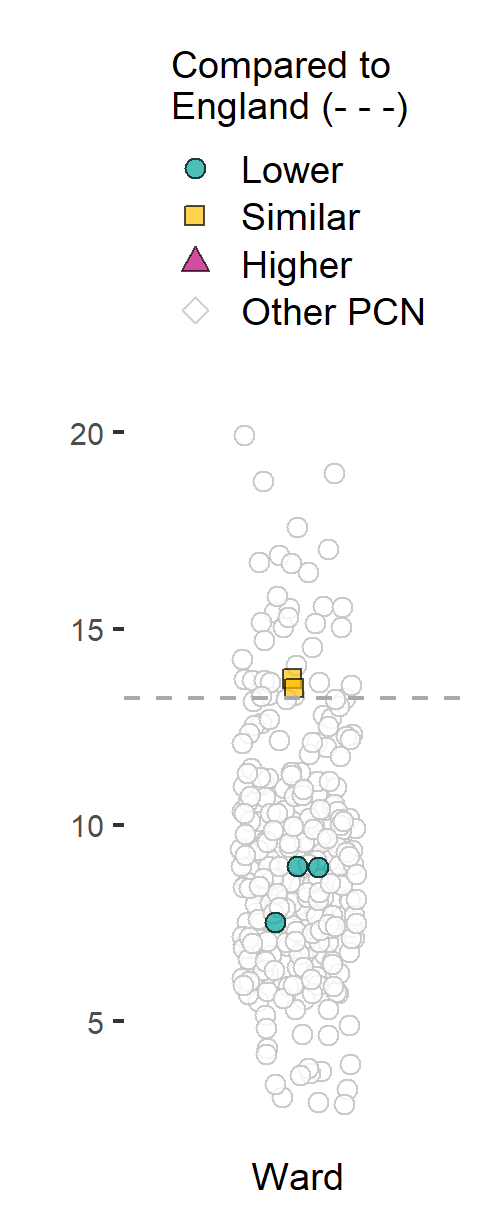 Compared to
England (- - -)
Lower
Similar
Higher
Other PCN
20
15
10
5
Ward